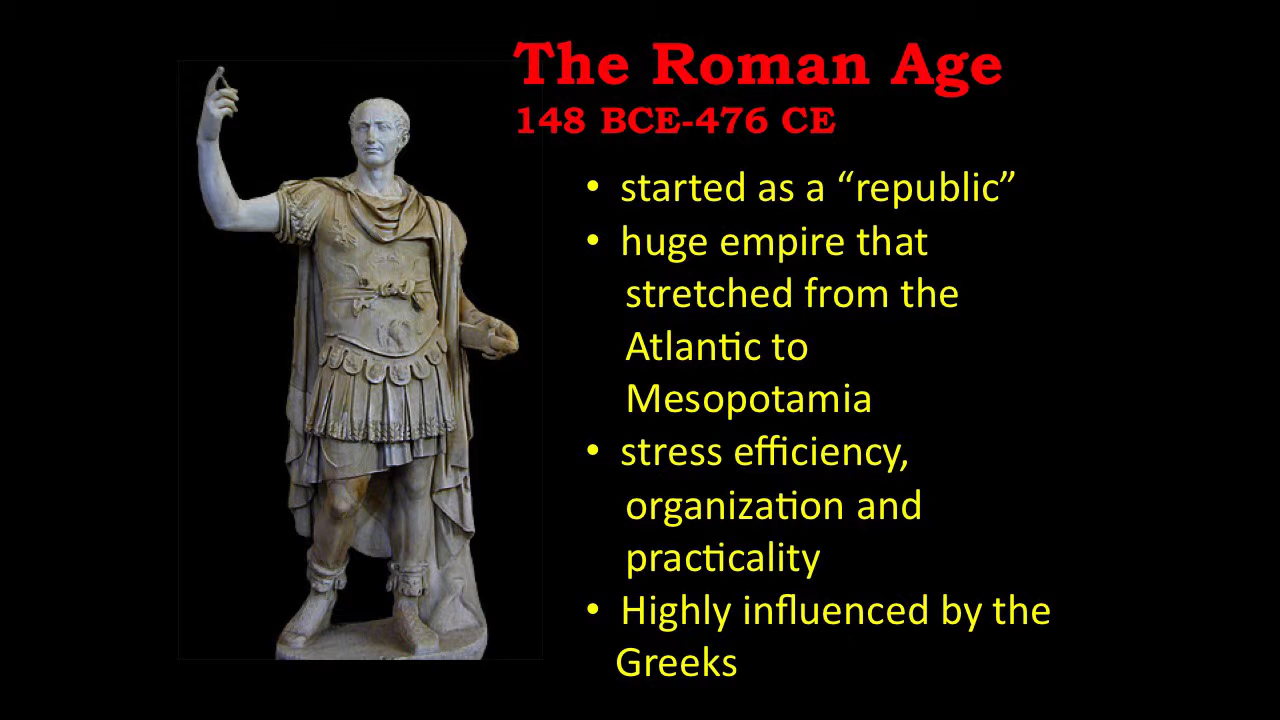 The Roman Age
148 BCE-476 CE
• started as a “republic”
• huge empire that
stretched from the
Atlantic to
Mesopotamia
• stress efficiency,
organization and
practicality
• Highly influenced by the
Greeks